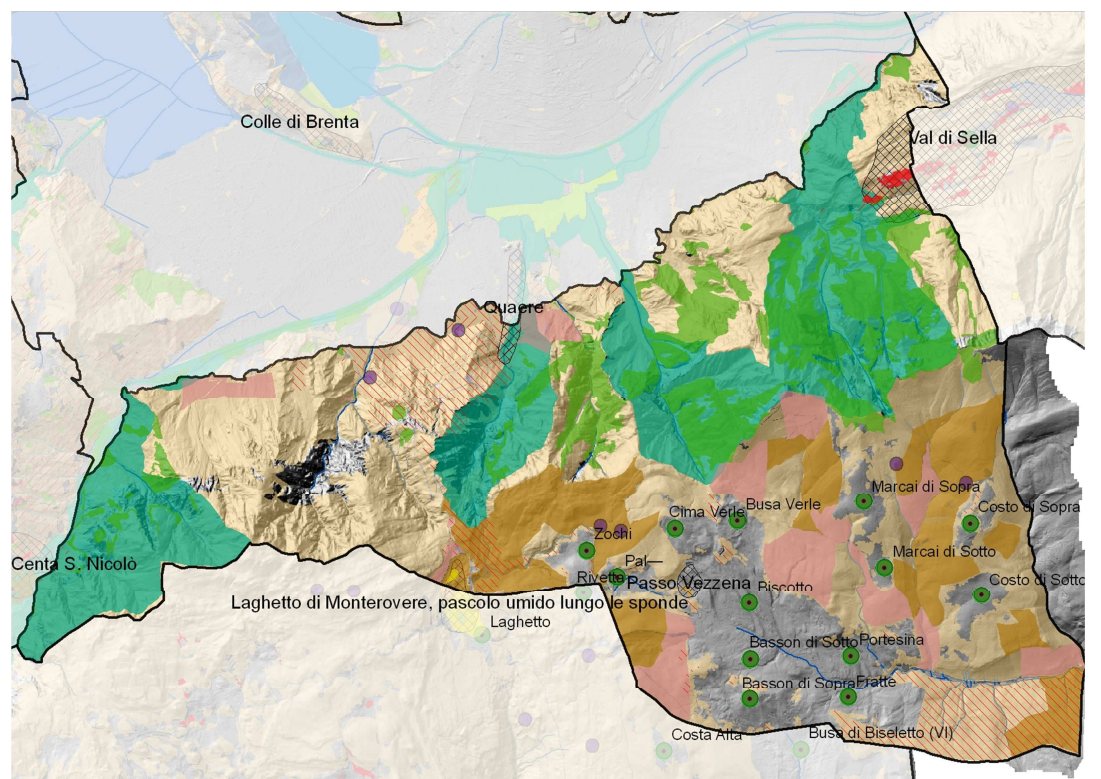 Colle di Brenta
Val di Sella
Quaere
Marcai di Sopra
Busa Verle
Costo di Sopra
Cima Verle
Zochi
Marcai di Sotto
Pal
Centa S. Nicolò
Rivetta
Passo Vezzena
Costo di Sotto
Biscotto
Laghetto di Monterovere, pascolo umido lungo le sponde
Laghetto
Basson di Sotto
Portesina
Basson di Sopra
Fratte
Costa Alta
Busa di Biseletto (VI)